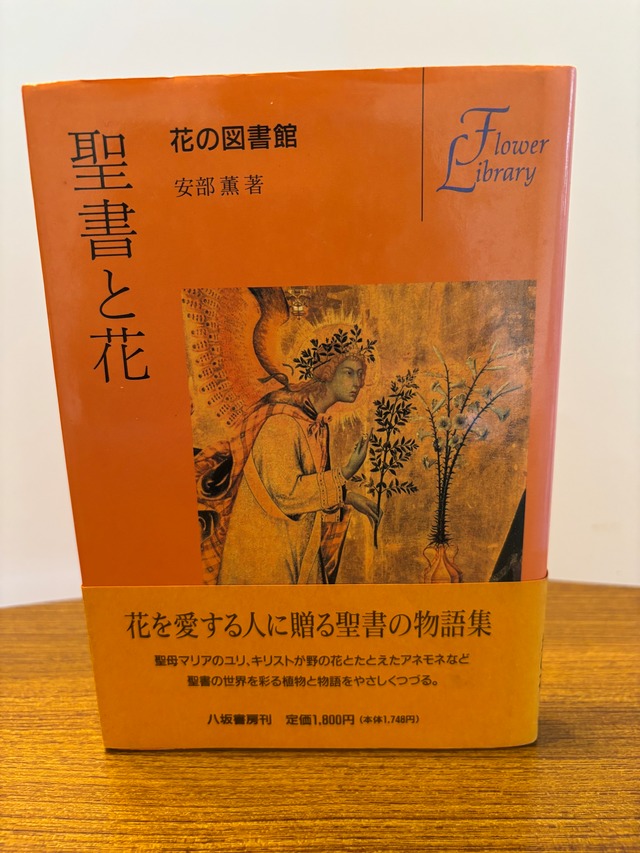 聖書と花
花の図書館
安部 薫 著
Flower
Library
花を愛する人に贈る聖書の物語集
聖母マリアのユリ、キリストが野の花とたとえたアネモネなど
聖書の世界を彩る植物と物語をやさしくつづる。
八坂書房刊 定価1,800円(本体1,748円)